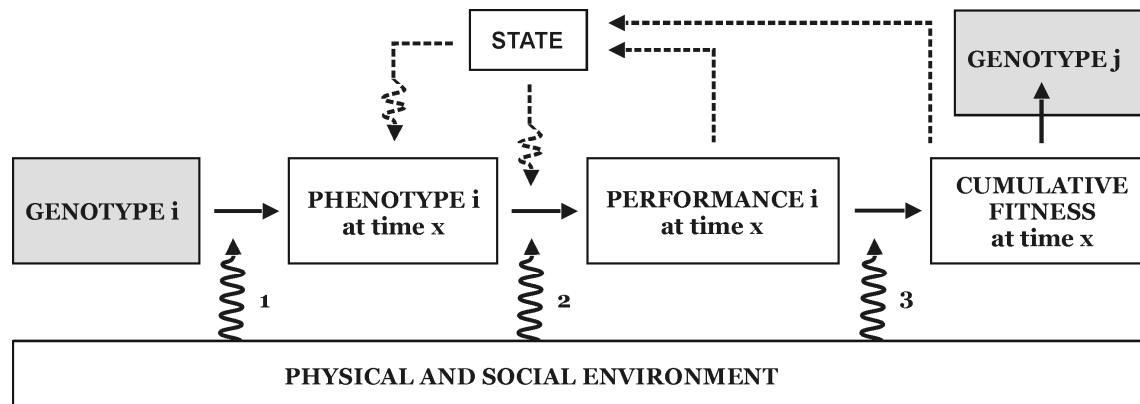 STATE
GENOTYPE j
GENOTYPE i
PHENOTYPE i
at time x
PERFORMANCE i
at time x
CUMULATIVE
FITNESS
at time x
1
2
3
PHYSICAL AND SOCIAL ENVIRONMENT